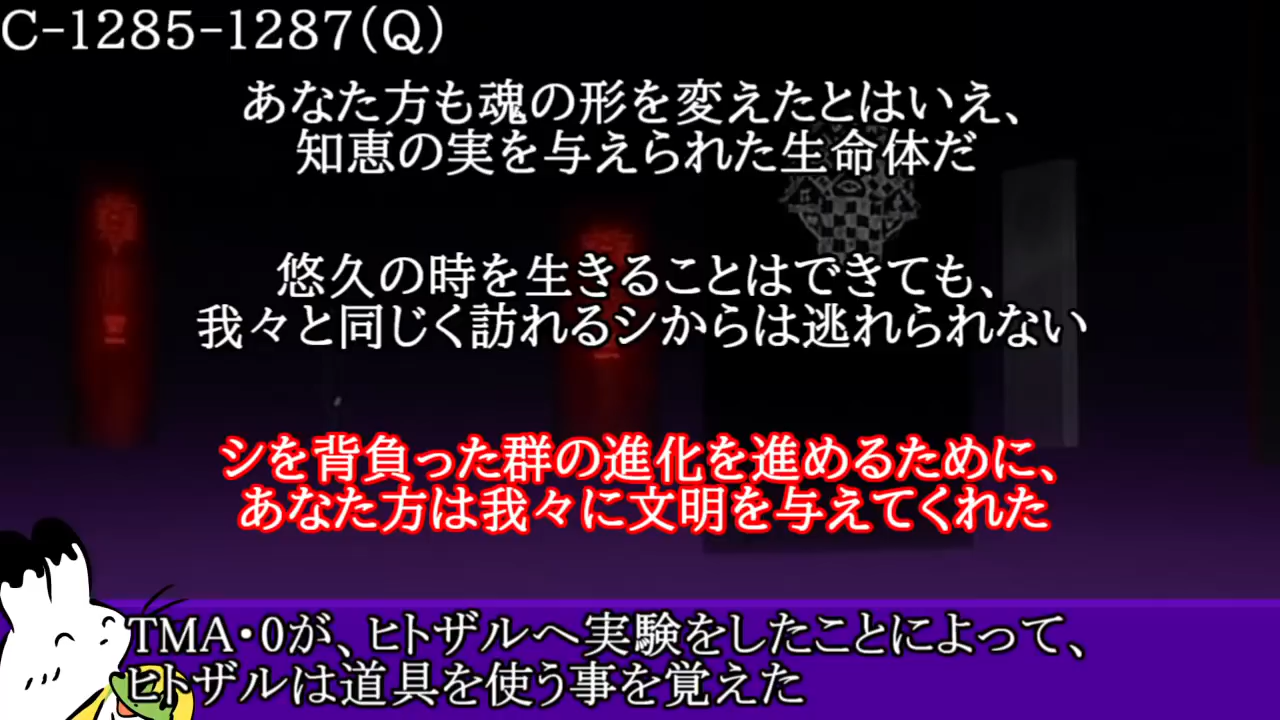 C-1285-1287(Q)
あなた方も魂の形を変えたとはいえ、
知恵の実を与えられた生命体だ
悠久の時を生きることはできても、
我々と同じく訪れるシからは逃れられない
シを背負った群の進化を進めるために、
あなた方は我々に文明を与えてくれた
TMA・0が、ヒトザルへ実験をしたことによって、
ヒトザルは道具を使う事を覚えた